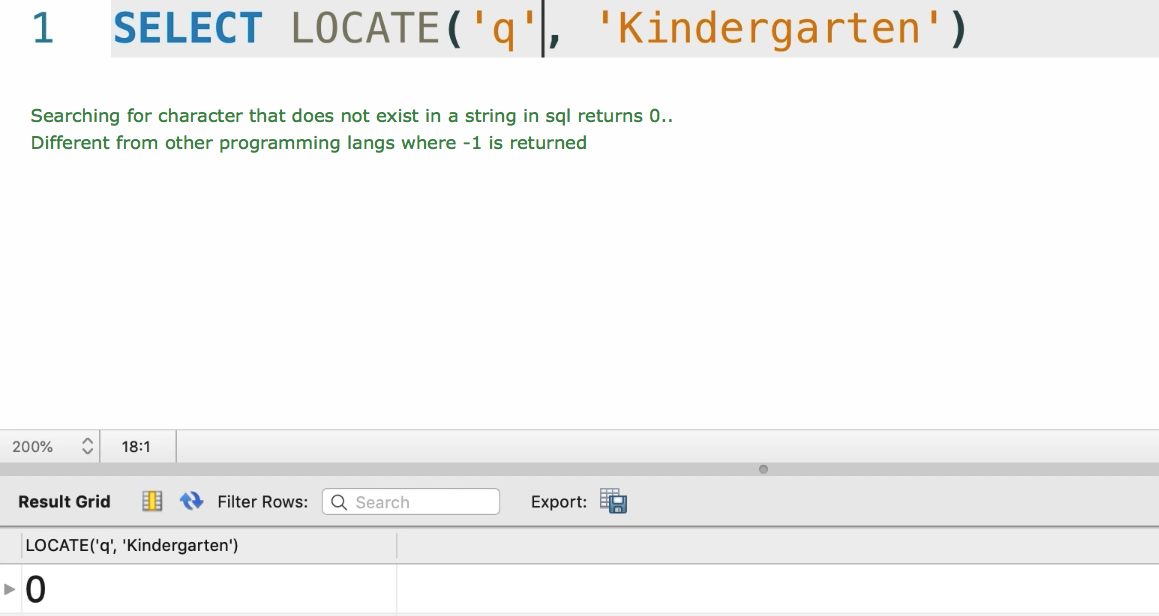 1 SELECT LOCATE('q', 'Kindergarten')
Searching for character that does not exist in a string in sql returns 0..
Different from other programming langs where -1 is returned
200% 18:1
Result Grid Filter Rows: Search Export:
LOCATE('q', 'Kindergarten')
0